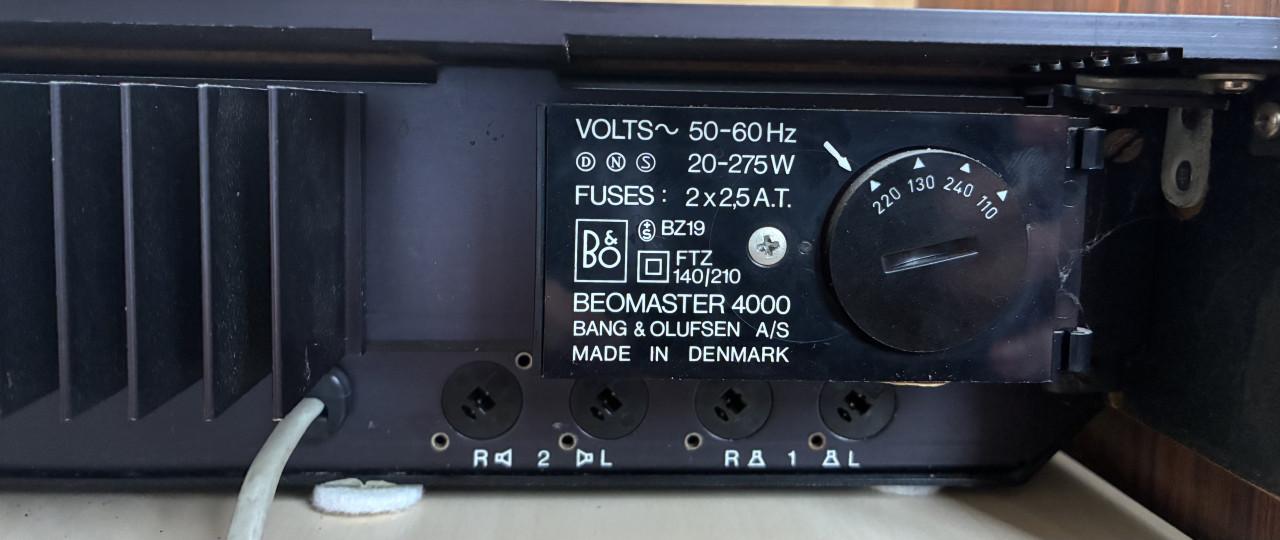 VOLTS~ 50-60 Hz
D N S 20-275 W
FUSES : 2 x 2,5 A.T.
B&O
S BZ19
FTZ
140/210
BEOMASTER 4000
BANG & OLUFSEN A/S
MADE IN DENMARK
220 130 240 110
R 2 L R 1 L